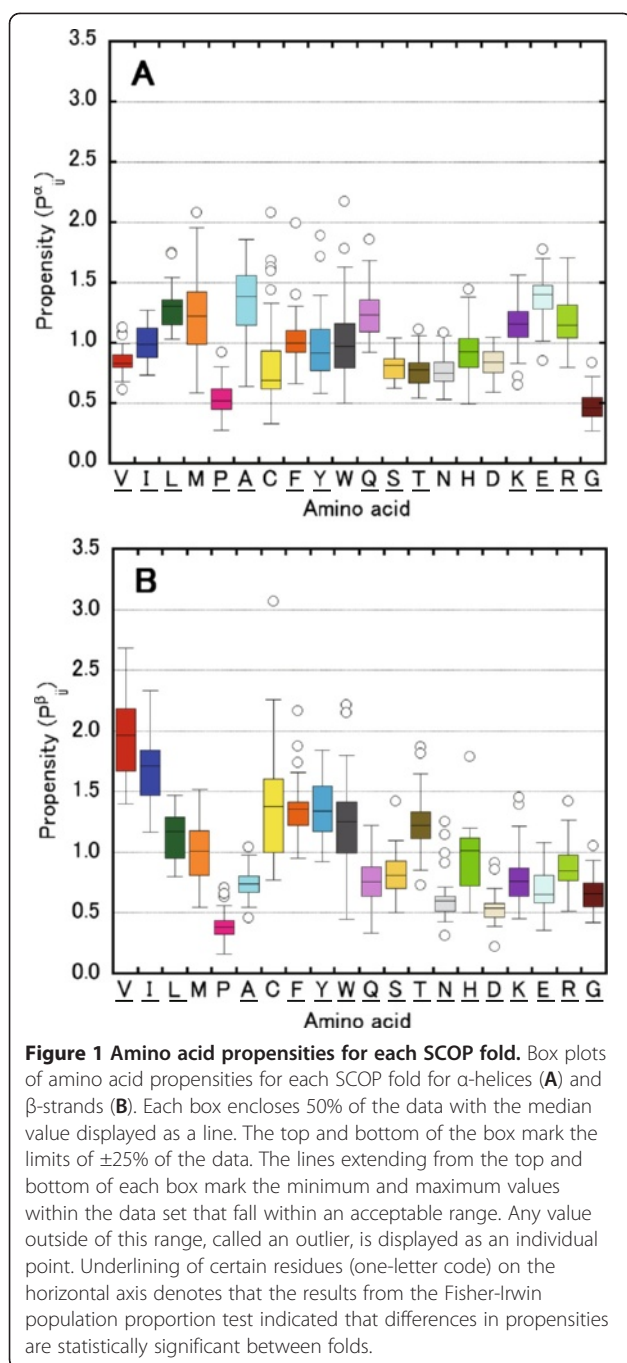 A
3.5
3.0
2.5
2.0
1.5
1.0
0.5
0.0
Propensity (P^α_ij)
V I L M P A C F Y W Q S T N H D K E R G
Amino acid
B
3.5
3.0
2.5
2.0
1.5
1.0
0.5
0.0
Propensity (P^β_ij)
V I L M P A C F Y W Q S T N H D K E R G
Amino acid
Figure 1 Amino acid propensities for each SCOP fold. Box plots
of amino acid propensities for each SCOP fold for α-helices (A) and
β-strands (B). Each box encloses 50% of the data with the median
value displayed as a line. The top and bottom of the box mark the
limits of ±25% of the data. The lines extending from the top and
bottom of each box mark the minimum and maximum values
within the data set that fall within an acceptable range. Any value
outside of this range, called an outlier, is displayed as an individual
point. Underlining of certain residues (one-letter code) on the
horizontal axis denotes that the results from the Fisher-Irwin
population proportion test indicated that differences in propensities
are statistically significant between folds.